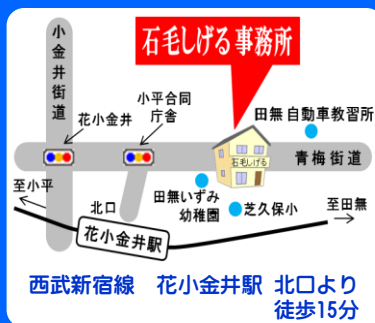 石毛しげる事務所
小金井街道
小平合同
庁舎
花小金井
田無 自動車教習所
石毛しげる
青梅街道
至小平
北口
田無いずみ
幼稚園
芝久保小
至田無
花小金井駅
西武新宿線 花小金井駅 北口より
徒歩15分